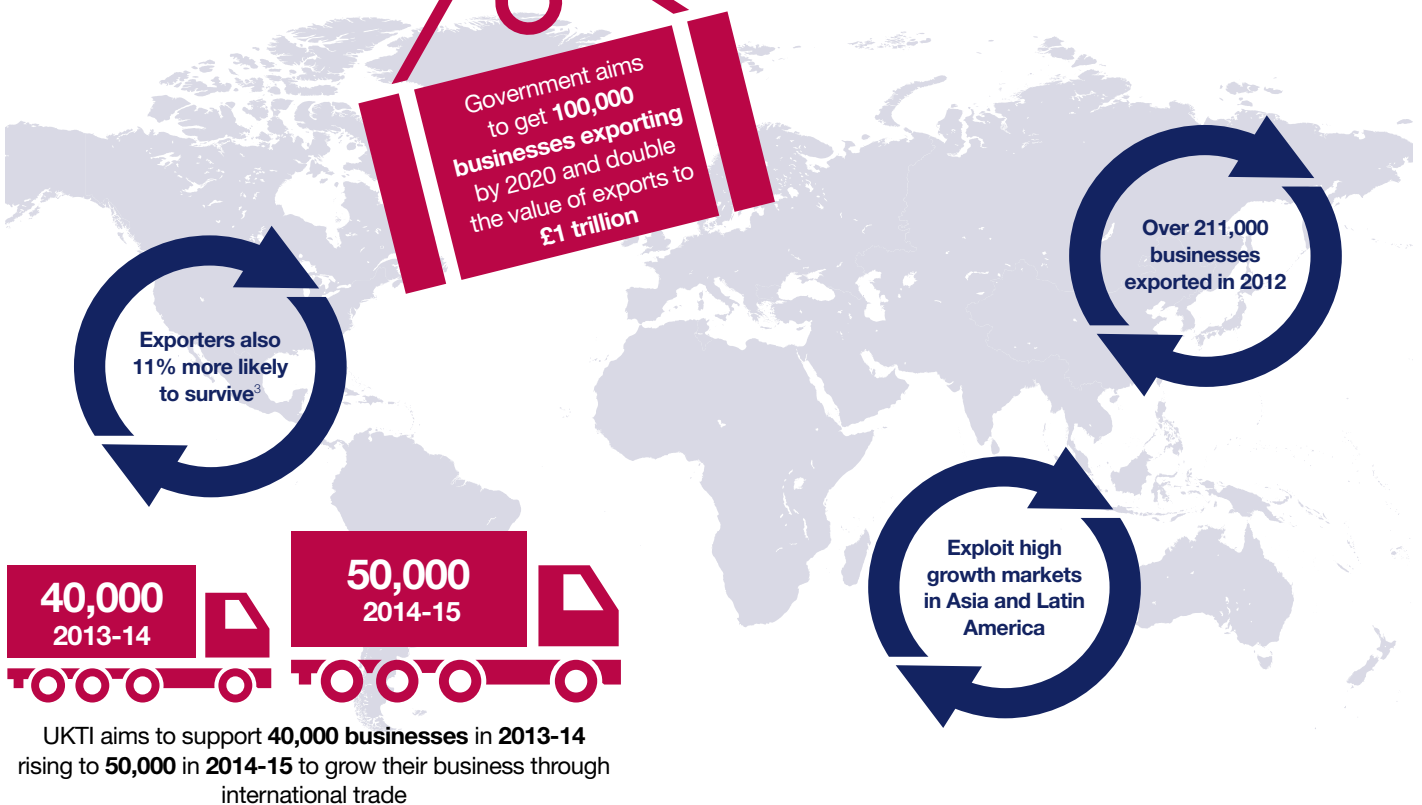 Government aims
to get 100,000
businesses exporting
by 2020 and double
the value of exports to
£1 trillion
Over 211,000
businesses
exported in 2012
Exporters also
11% more likely
to survive3
Exploit high
growth markets
in Asia and Latin
America
40,000
2013-14
50,000
2014-15
UKTI aims to support 40,000 businesses in 2013-14
rising to 50,000 in 2014-15 to grow their business through
international trade